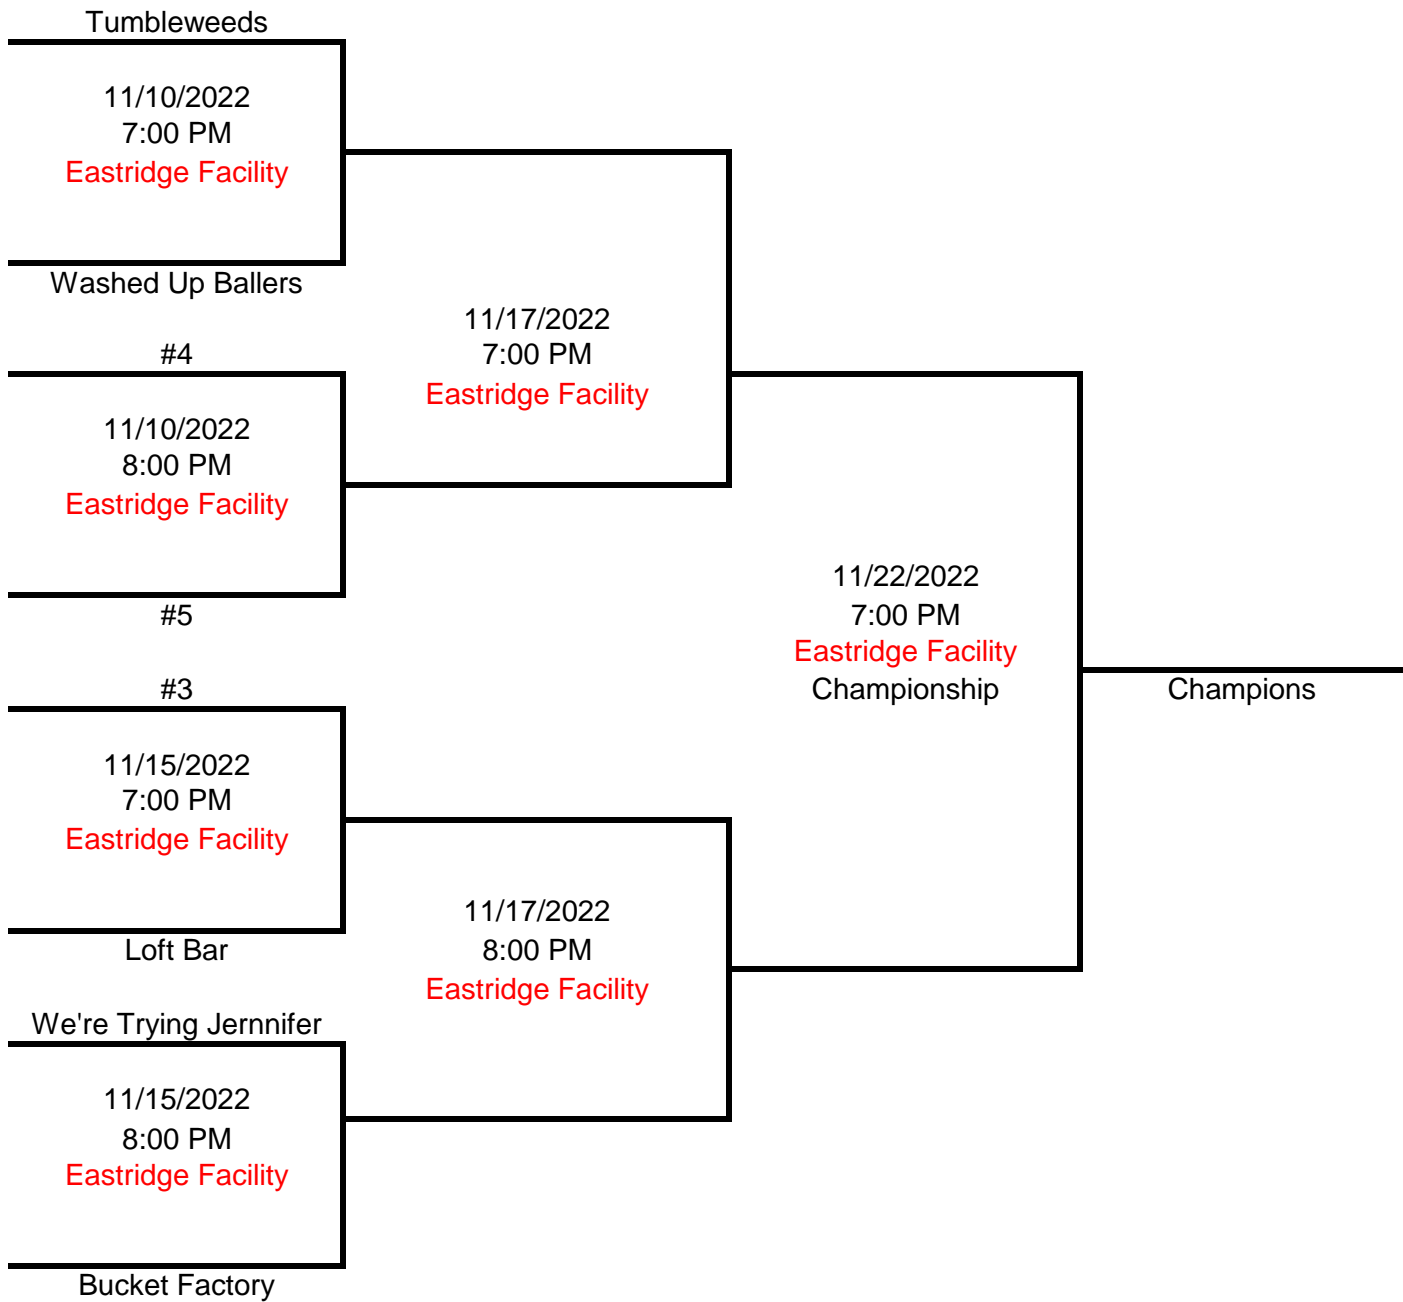 Tumbleweeds
11/10/2022
7:00 PM
Eastridge Facility
Washed Up Ballers
#4
11/10/2022
8:00 PM
Eastridge Facility
#5
#3
11/15/2022
7:00 PM
Eastridge Facility
Loft Bar
We're Trying Jernnifer
11/15/2022
8:00 PM
Eastridge Facility
Bucket Factory
11/17/2022
7:00 PM
Eastridge Facility
11/17/2022
8:00 PM
Eastridge Facility
11/22/2022
7:00 PM
Eastridge Facility
Championship
Champions